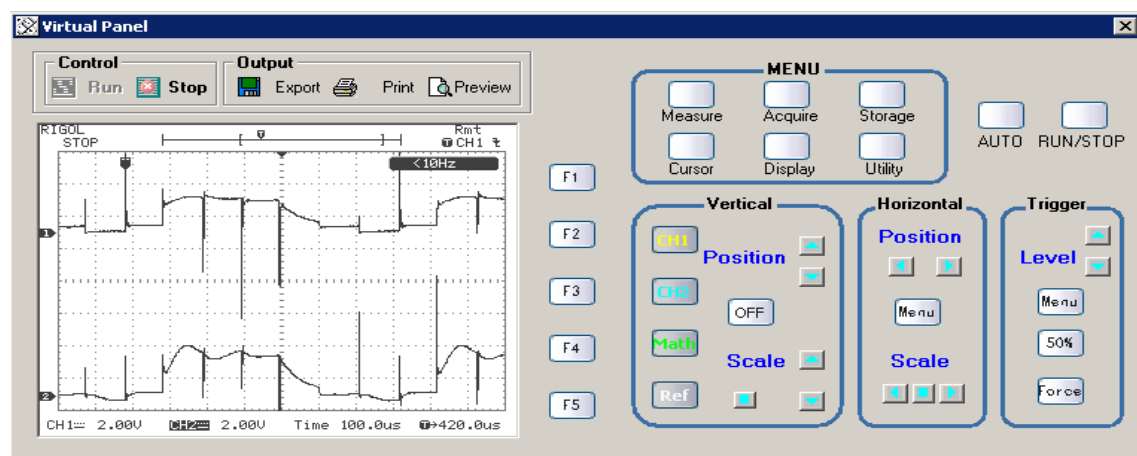 Virtual Panel
Control
Run Stop
Output
Export Print Preview
RIGOL
STOP
Rmt
CH1
<10Hz
1
2
CH1 2.00V CH2 2.00V Time 100.0us →420.0us
F1
F2
F3
F4
F5
MENU
Measure Acquire Storage
Cursor Display Utility
AUTO RUN/STOP
Vertical
CH1
Position
CH2
OFF
Math
Scale
Ref
Horizontal
Position
Menu
Scale
Trigger
Level
Menu
50%
Force